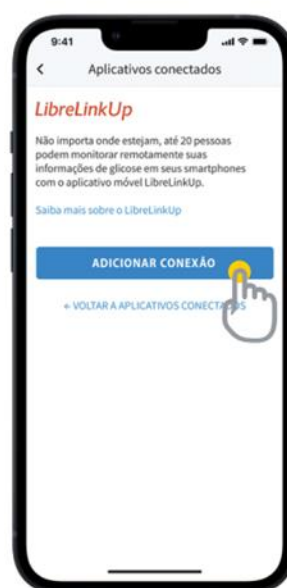 9:41
Aplicativos conectados
LibreLinkUp
Não importa onde estejam, até 20 pessoas
podem monitorar remotamente suas
informações de glicose em seus smartphones
com o aplicativo móvel LibreLinkUp.
Saiba mais sobre o LibreLinkUp
ADICIONAR CONEXÃO
← VOLTAR A APLICATIVOS CONECTADOS